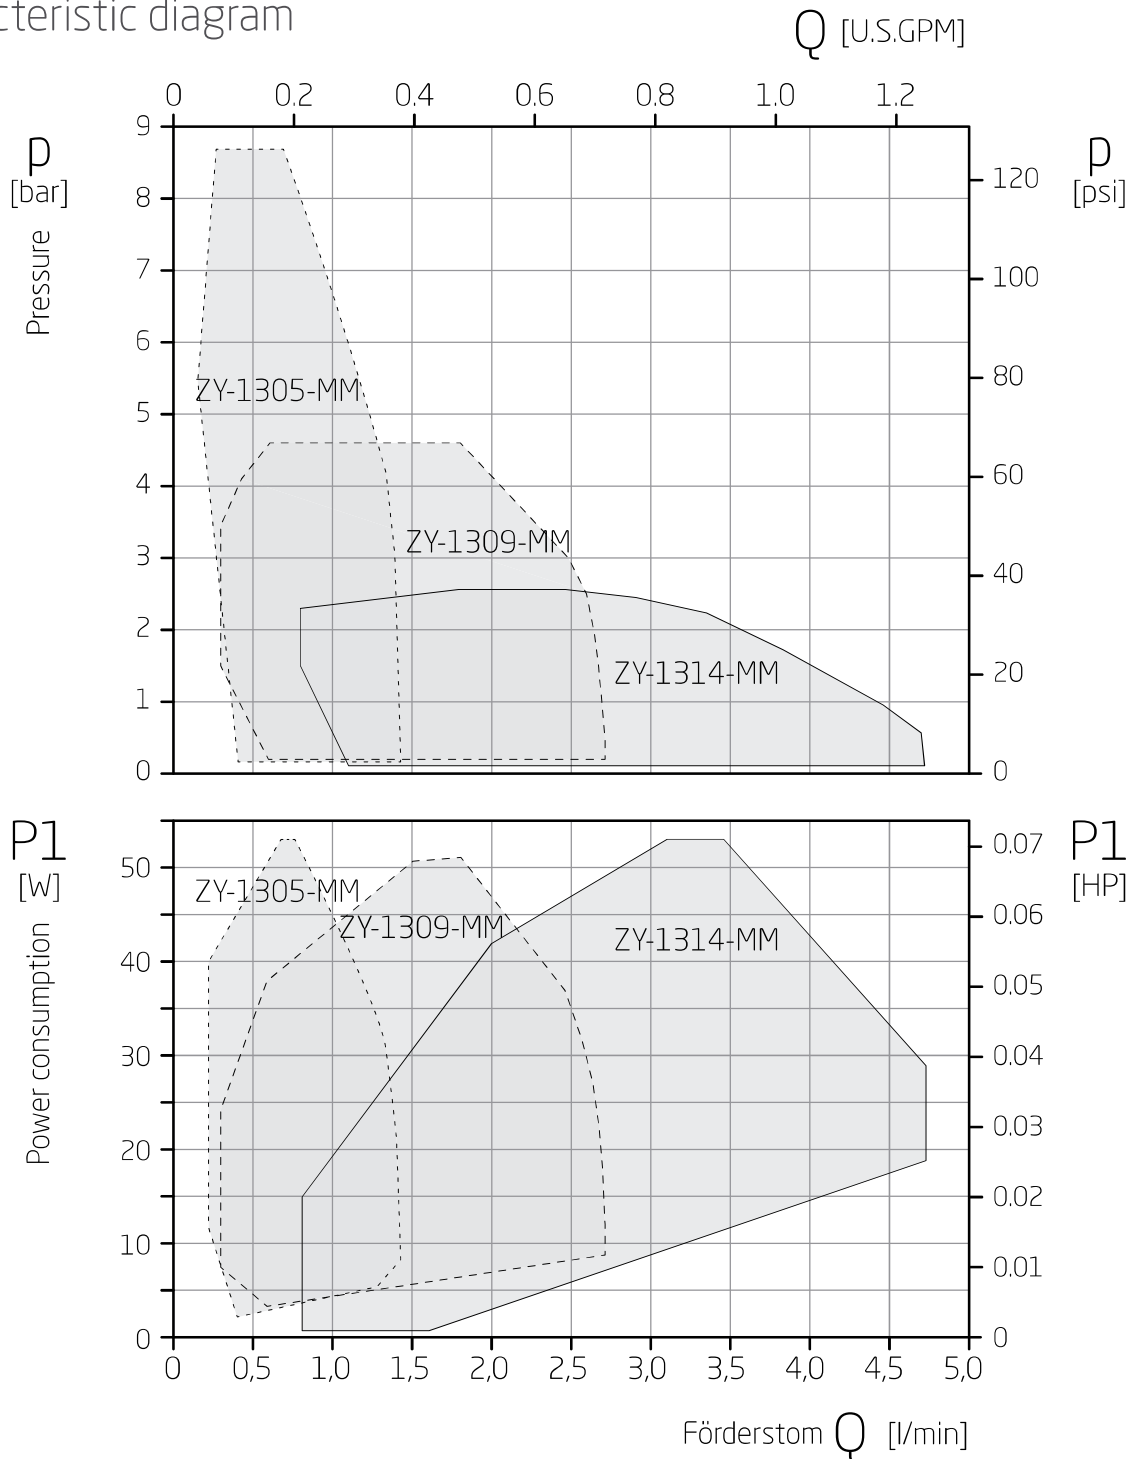 cteristic diagram
Q [U.S.GPM]
0 0.2 0.4 0.6 0.8 1.0 1.2
p
[bar]
Pressure
9
8
7
6
5
4
3
2
1
0
p
[psi]
120
100
80
60
40
20
0
ZY-1305-MM
ZY-1309-MM
ZY-1314-MM
P1
[W]
Power consumption
50
40
30
20
10
0
P1
[HP]
0.07
0.06
0.05
0.04
0.03
0.02
0.01
0
ZY-1305-MM
ZY-1309-MM
ZY-1314-MM
0 0,5 1,0 1,5 2,0 2,5 3,0 3,5 4,0 4,5 5,0
Förderstom Q [l/min]